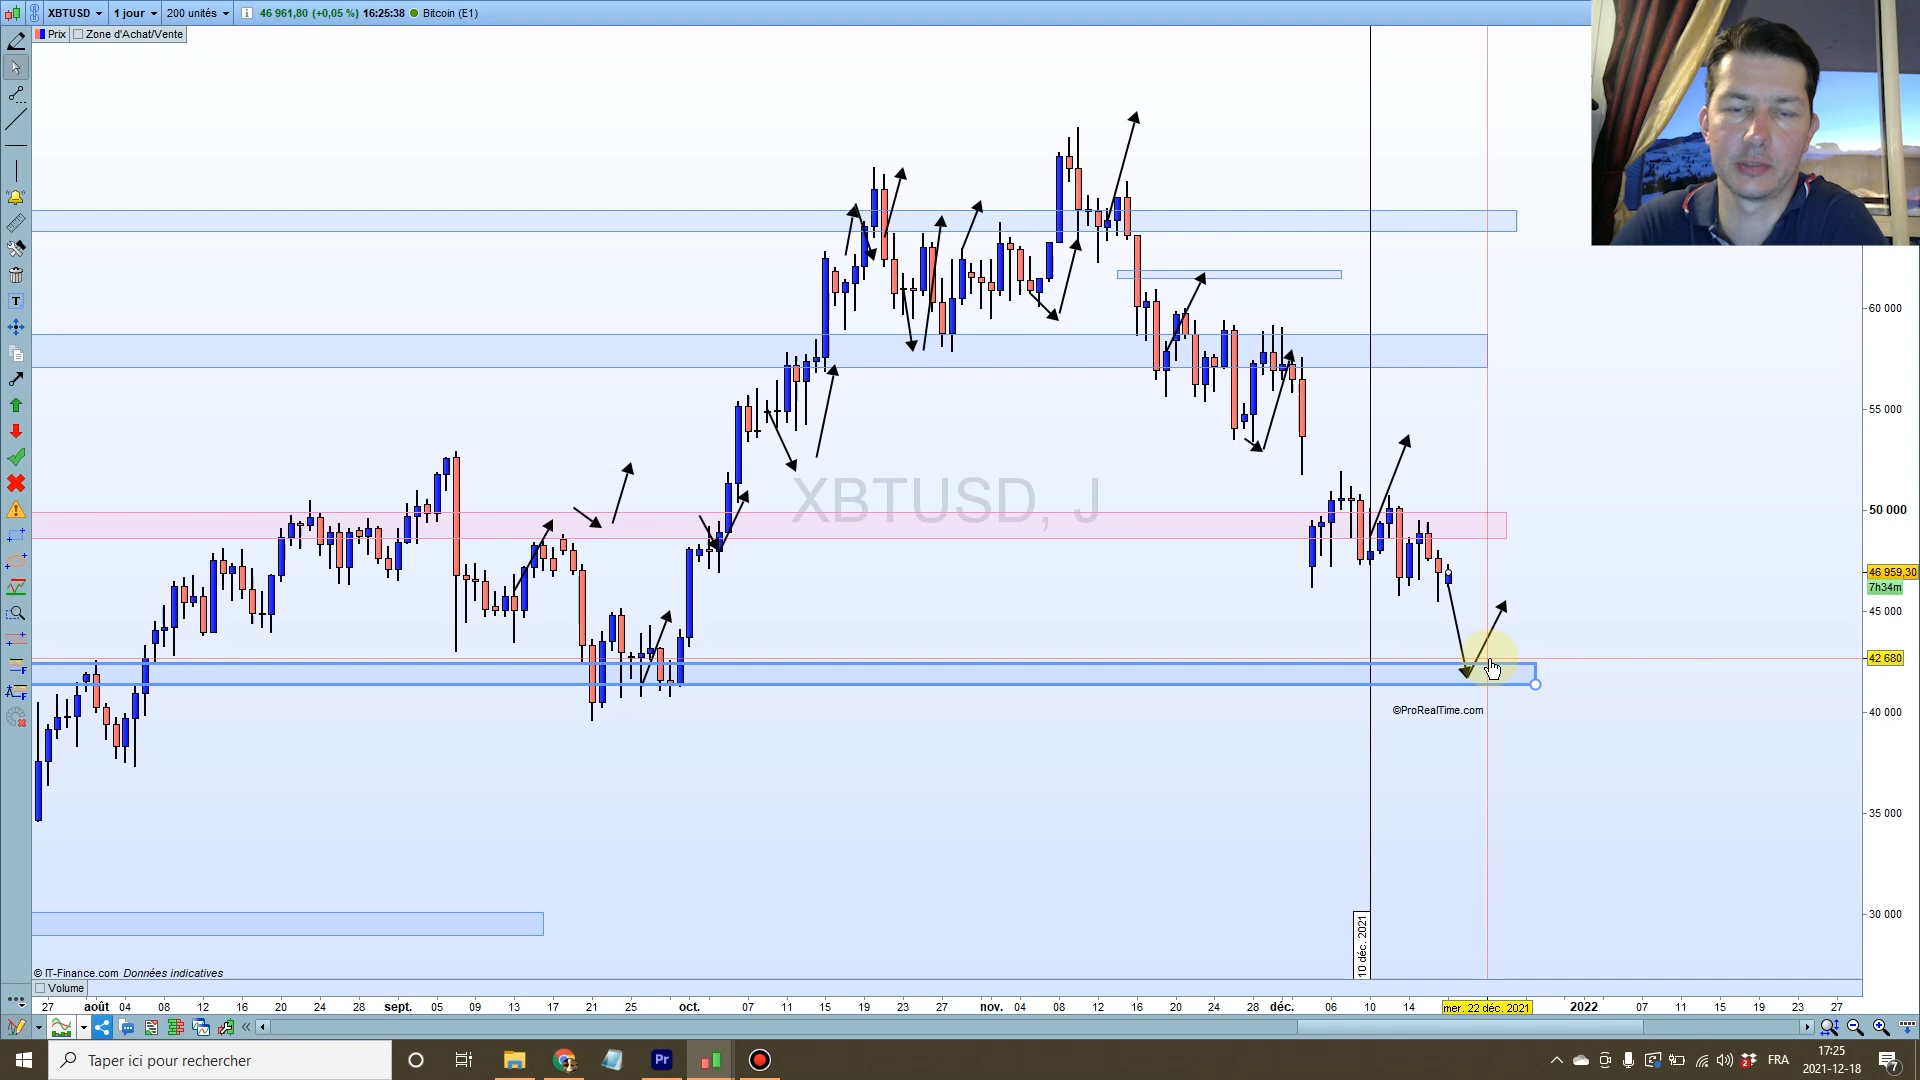 XBTUSD 1 jour 200 unités i 46 961,80 (+0,05 %) 16:25:38 Bitcoin (E1)
Prix Zone d'Achat/Vente
XBTUSD, J
60 000
55 000
50 000
46 959,30
7h34m
45 000
42 680
©ProRealTime.com
40 000
35 000
30 000
10 déc. 2021
© IT-Finance.com Données indicatives
Volume
27 août 04 08 12 16 20 24 28 sept. 05 09 13 17 21 25 oct. 07 11 15 19 23 27 nov. 04 08 12 16 20 24 28 déc. 06 10 14 mer. 22 déc. 2021 2022 07 11 15 19 23 27
Taper ici pour rechercher
Pr
FRA
17:25
2021-12-18
7